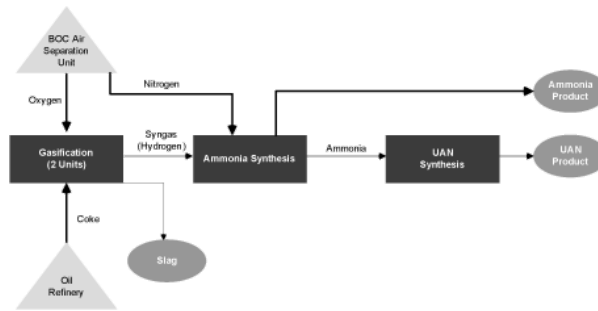 BOC Air
Separation
Unit
Nitrogen
Ammonia
Product
Oxygen
Gasification
(2 Units)
Syngas
(Hydrogen)
Ammonia Synthesis
Ammonia
UAN
Synthesis
UAN
Product
Coke
Slag
Oil
Refinery